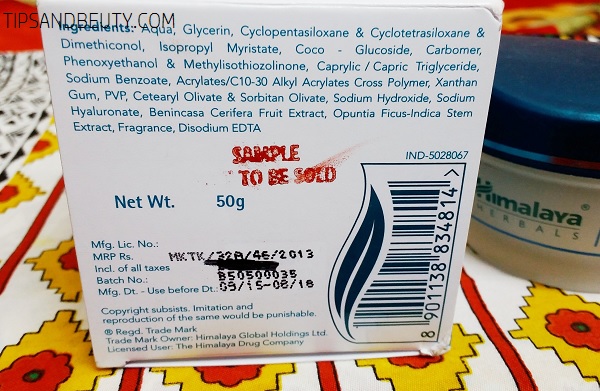 TIPSANDBEUTY.COM
Ingredients: Aqua, Glycerin, Cyclopentasiloxane & Cyclotetrasiloxane &
Dimethiconol, Isopropyl Myristate, Coco - Glucoside, Carbomer,
Phenoxyethanol & Methylisothiozolinone, Caprylic / Capric Triglyceride,
Sodium Benzoate, Acrylates/C10-30 Alkyl Acrylates Cross Polymer, Xanthan
Gum, PVP, Cetearyl Olivate & Sorbitan Olivate, Sodium Hydroxide, Sodium
Hyaluronate, Benincasa Cerifera Fruit Extract, Opuntia Ficus-Indica Stem
Extract, Fragrance, Disodium EDTA
SAMPLE
TO BE SOLD
IND-5028067
Net Wt. 50g
Mfg. Lic. No.:
MRP Rs. MKTK/32A/46/2013
Incl. of all taxes
Batch No.: B50500035
Mfg. Dt. - Use before Dt.: 09/15-08/18
Copyright subsists. Imitation and
reproduction of the same would be punishable.
® Regd. Trade Mark
Trade Mark Owner: Himalaya Global Holdings Ltd.
Licensed User: The Himalaya Drug Company
8 901138 834814 >
Himalaya
HERBALS